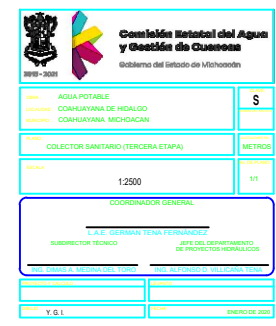 Comisión Estatal del Agua
y Gestión de Cuencas
Gobierno del Estado de Michoacán
2015 - 2021
AGUA POTABLE
COAHUAYANA DE HIDALGO
COAHUAYANA MICHOACAN
S
COLECTOR SANITARIO (TERCERA ETAPA)
METROS
1:2500
1/1
COORDINADOR GENERAL
L.A.E. GERMAN TENA FERNÁNDEZ
SUBDIRECTOR TÉCNICO
JEFE DEL DEPARTAMENTO
DE PROYECTOS HIDRÁULICOS
ING. DIMAS A. MEDINA DEL TORO
ING. ALFONSO D. VILLICAÑA TENA
Y. G. I.
ENERO DE 2020